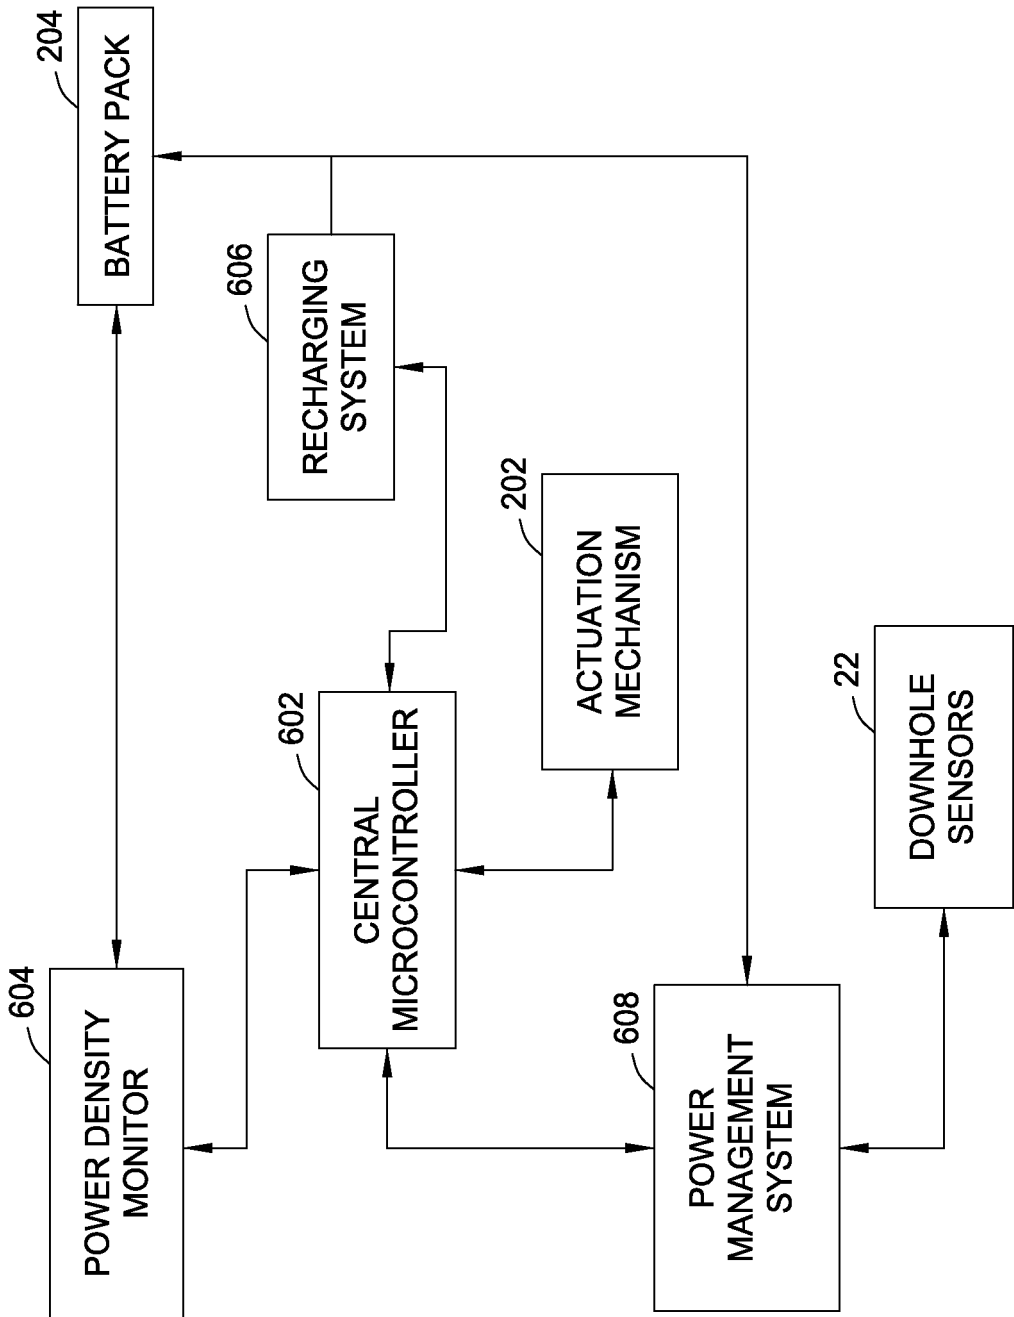 604
POWER DENSITY
MONITOR
204
BATTERY PACK
606
RECHARGING
SYSTEM
602
CENTRAL
MICROCONTROLLER
202
ACTUATION
MECHANISM
608
POWER
MANAGEMENT
SYSTEM
22
DOWNHOLE
SENSORS